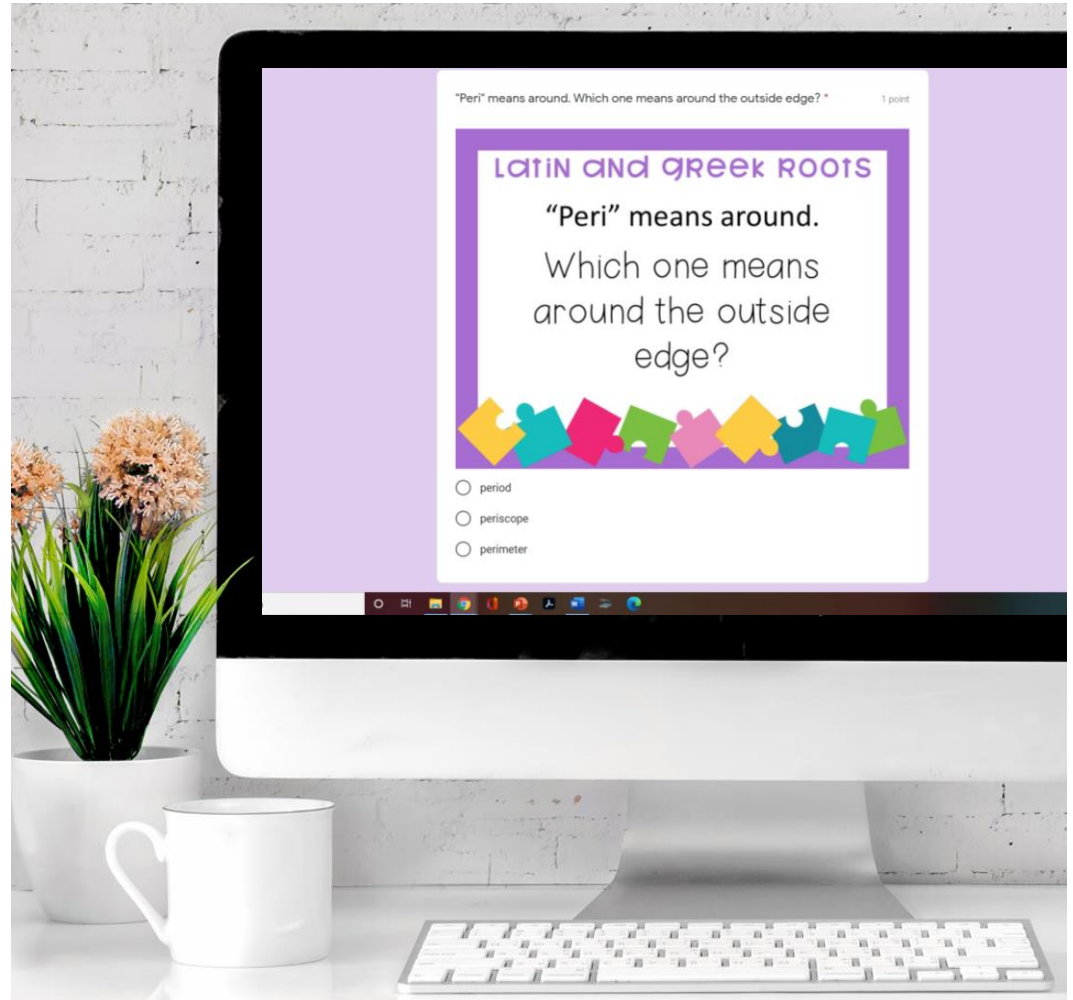 "Peri" means around. Which one means around the outside edge? * 1 point
Latin and Greek Roots
“Peri” means around.
Which one means
around the outside
edge?
period
periscope
perimeter